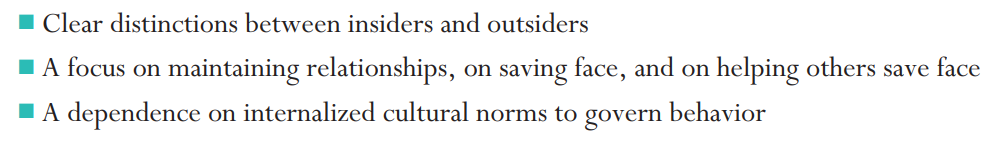 Clear distinctions between insiders and outsiders
A focus on maintaining relationships, on saving face, and on helping others save face
A dependence on internalized cultural norms to govern behavior